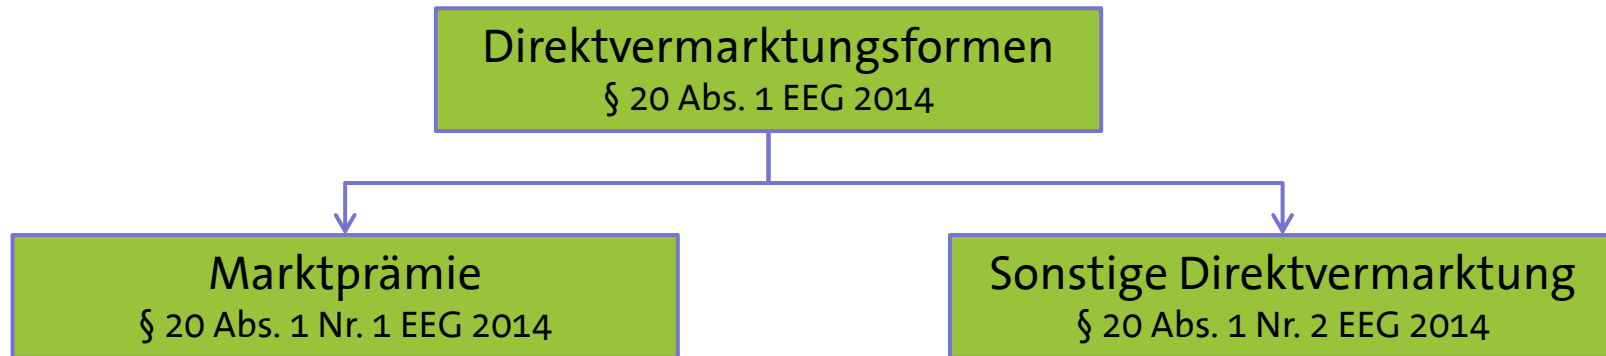 Direktvermarktungsformen
§ 20 Abs. 1 EEG 2014
Marktprämie
§ 20 Abs. 1 Nr. 1 EEG 2014
Sonstige Direktvermarktung
§ 20 Abs. 1 Nr. 2 EEG 2014